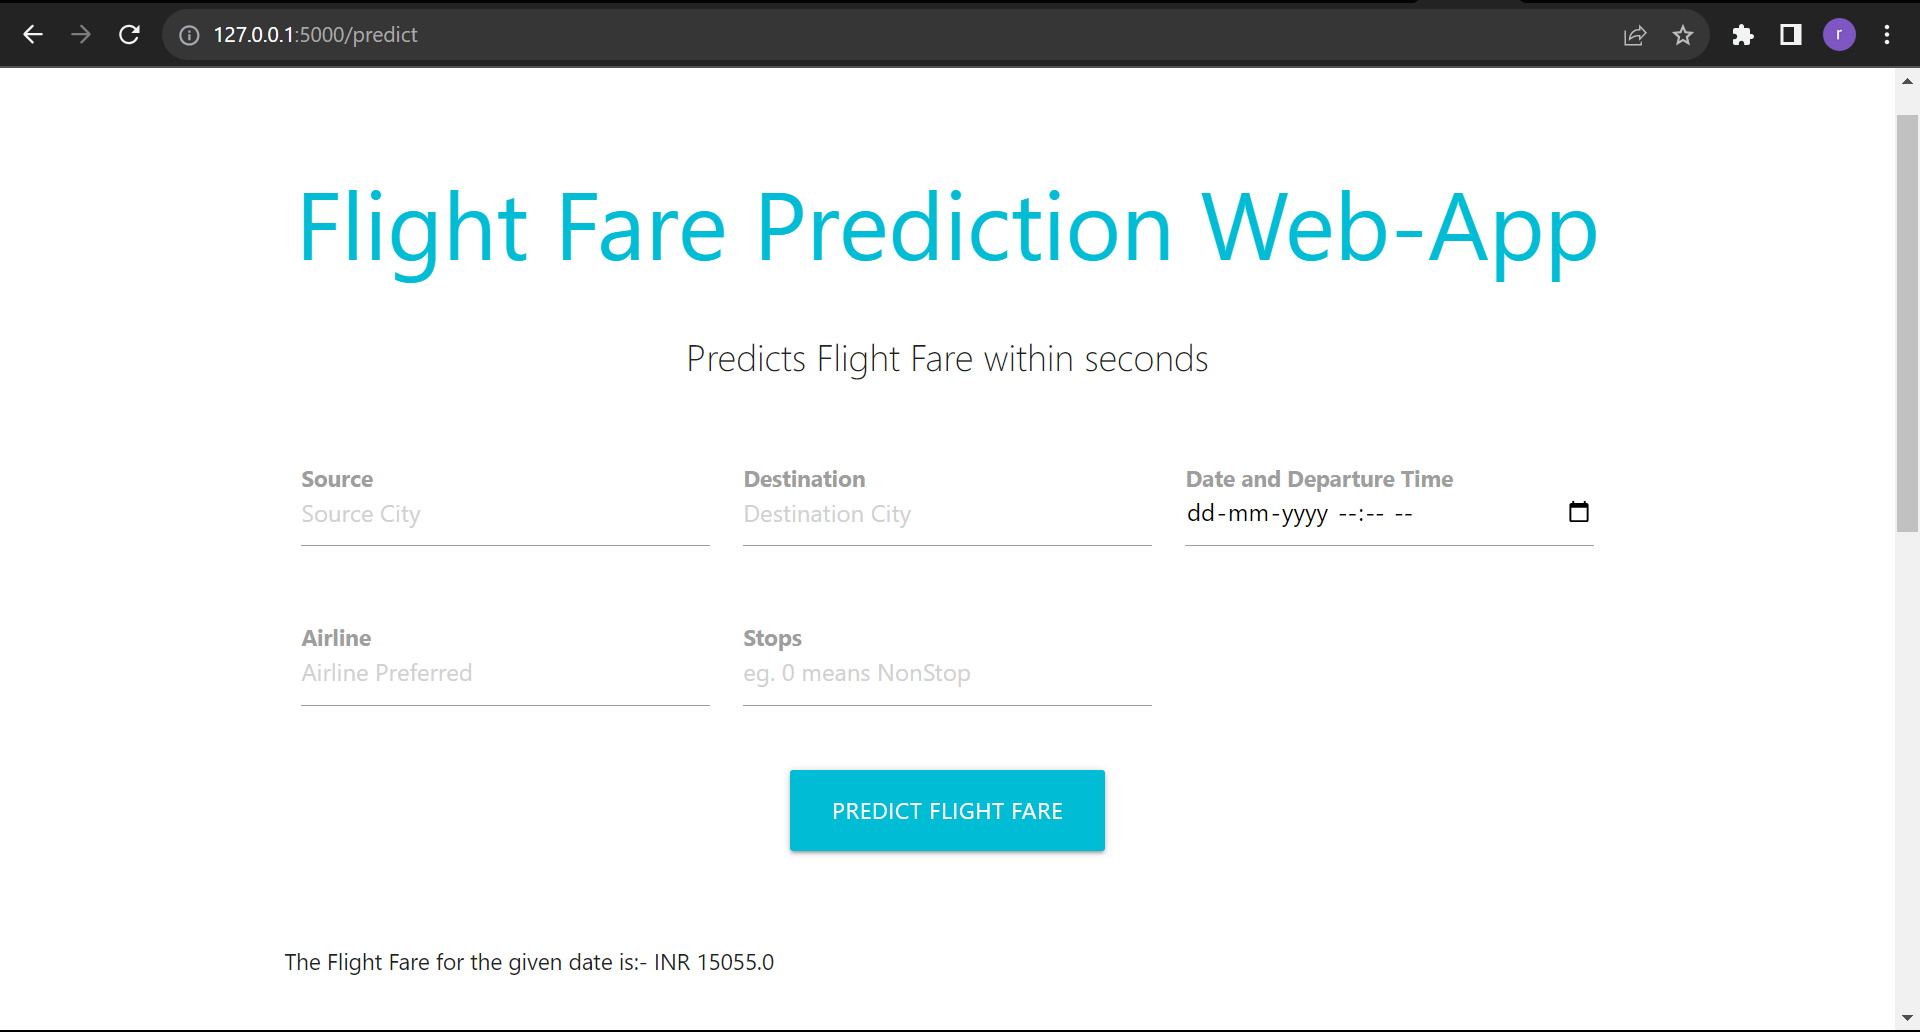 127.0.0.1:5000/predict
r
Flight Fare Prediction Web-App
Predicts Flight Fare within seconds
Source
Destination
Date and Departure Time
Source City
Destination City
dd-mm-yyyy --:-- --
Airline
Stops
Airline Preferred
eg. 0 means NonStop
PREDICT FLIGHT FARE
The Flight Fare for the given date is:- INR 15055.0